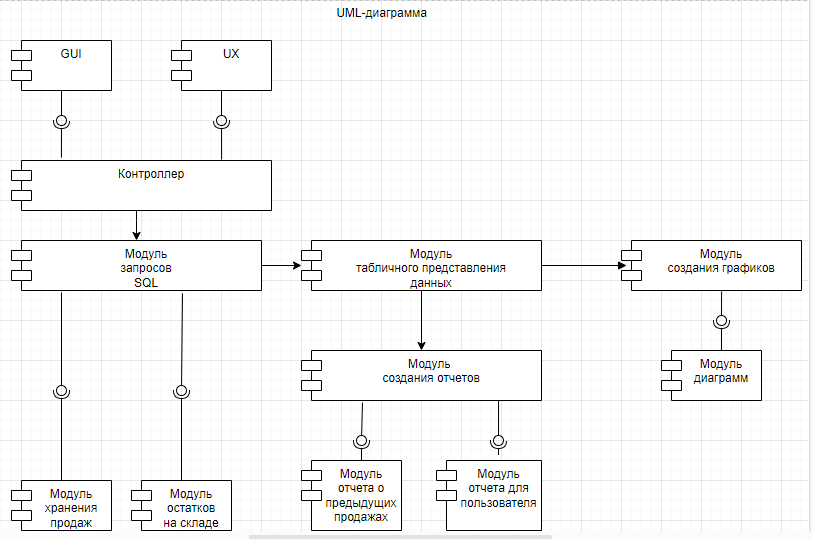 UML-диаграмма
GUI
UX
Контроллер
Модуль
запросов
SQL
Модуль
табличного представления
данных
Модуль
создания графиков
Модуль
создания отчетов
Модуль
диаграмм
Модуль
хранения
продаж
Модуль
остатков
на складе
Модуль
отчета о
предыдущих
продажах
Модуль
отчета для
пользователя